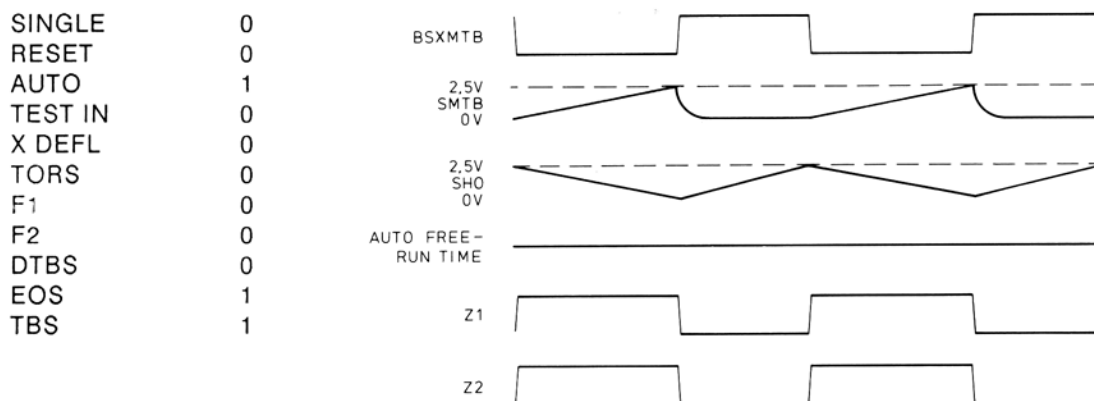 SINGLE 0
RESET 0
AUTO 1
TEST IN 0
X DEFL 0
TORS 0
F1 0
F2 0
DTBS 0
EOS 1
TBS 1
BSXMTB
2,5V
SMTB
0V
2,5V
SHO
0V
AUTO FREE-
RUN TIME
Z1
Z2